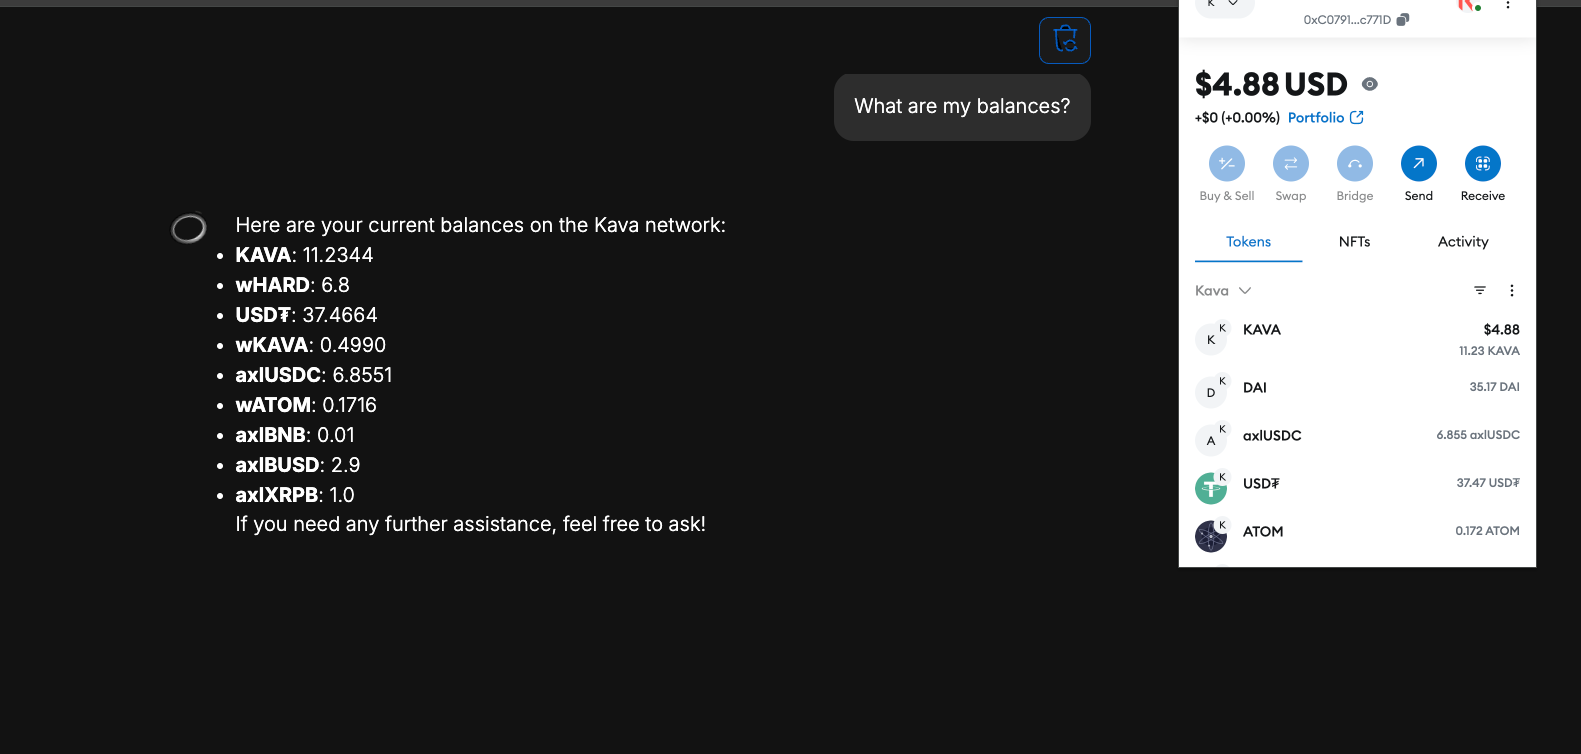 What are my balances?
Here are your current balances on the Kava network:
• KAVA: 11.2344
• wHARD: 6.8
• USD₮: 37.4664
• wKAVA: 0.4990
• axlUSDC: 6.8551
• wATOM: 0.1716
• axlBNB: 0.01
• axlBUSD: 2.9
• axlXRPB: 1.0
If you need any further assistance, feel free to ask!
K
0xC0791...c771D
$4.88 USD
+$0 (+0.00%) Portfolio
Buy & Sell Swap Bridge Send Receive
Tokens NFTs Activity
Kava
K K KAVA $4.88
11.23 KAVA
D K DAI 35.17 DAI
A K axlUSDC 6.855 axlUSDC
K USD₮ 37.47 USD₮
K ATOM 0.172 ATOM